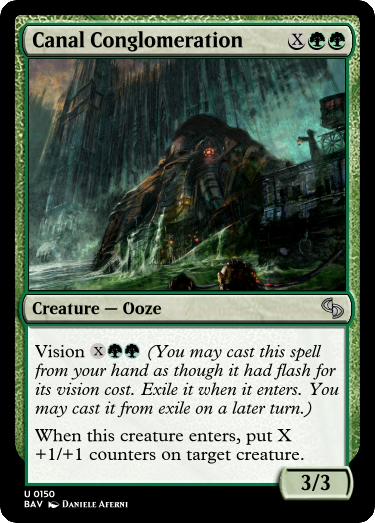 Canal Conglomeration X
Creature — Ooze
Vision X (You may cast this spell
from your hand as though it had flash for
its vision cost. Exile it when it enters. You
may cast it from exile on a later turn.)
When this creature enters, put X
+1/+1 counters on target creature.
3/3
U 0150
BAV Daniele Aferni